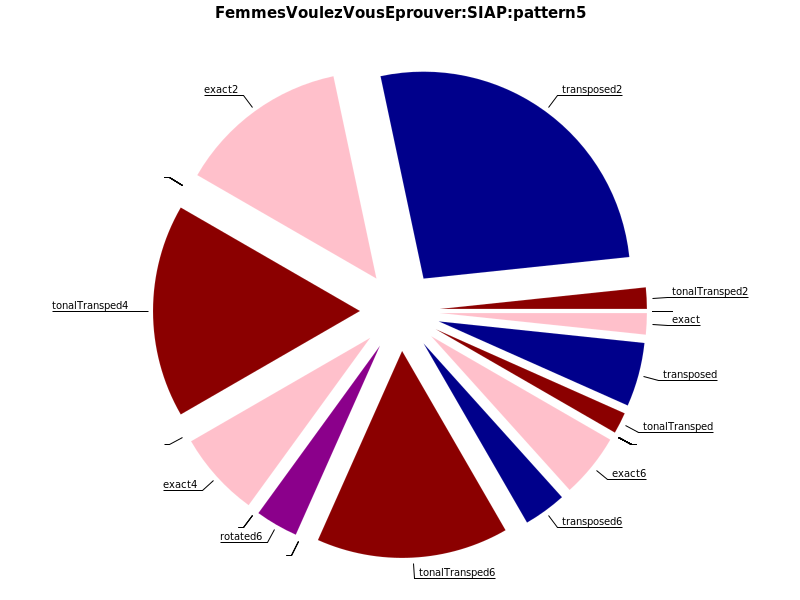 FemmesVoulezVousEprouver:SIAP:pattern5
exact2
transposed2
tonalTransped2
tonalTransped4
exact
transposed
tonalTransped
exact6
exact4
transposed6
rotated6
tonalTransped6